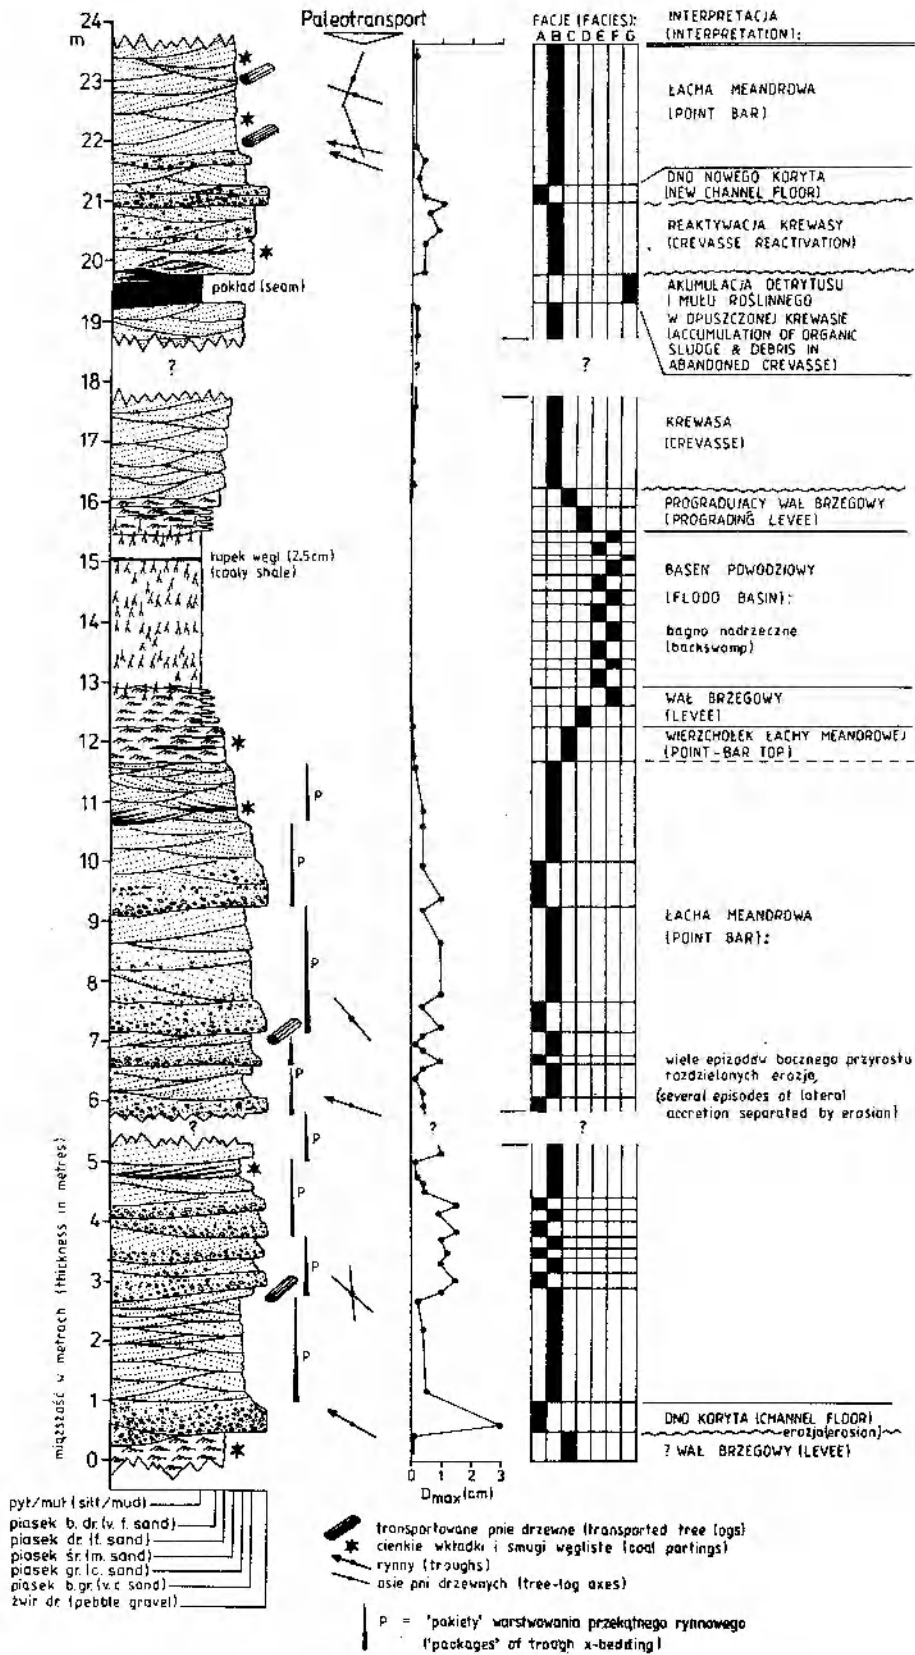 Paleotransport
FACJE (FACIES):
A B C D E F G
INTERPRETACJA
(INTERPRETATION):
24
m
23
22
21
20
19
18
17
16
15
14
13
12
11
10
9
8
7
6
5
4
3
2
1
0
miąższość w metrach (thickness in metres)
pokład (seam)
?
?
?
łupek węgl (2.5cm)
(coaly shale)
P
P
P
P
P
P
P
P
?
?
?
?
ŁACHA MEANDROWA
(POINT BAR)
DNO NOWEGO KORYTA
(NEW CHANNEL FLOOR)
REAKTYWACJA KREWASY
(CREVASSE REACTIVATION)
AKUMULACJA DETRYTUSU
I MUŁU ROŚLINNEGO
W OPUSZCZONEJ KREWASIE
(ACCUMULATION OF ORGANIC
SLUDGE & DEBRIS IN
ABANDONED CREVASSE)
KREWASA
(CREVASSE)
PROGRADUJĄCY WAŁ BRZEGOWY
(PROGRADING LEVEE)
BASEN POWODZIOWY
(FLOOD BASIN):
bagno nadrzeczne
(backswamp)
WAŁ BRZEGOWY
(LEVEE)
WIERZCHOŁEK ŁACHY MEANDROWEJ
(POINT-BAR TOP)
ŁACHA MEANDROWA
(POINT BAR):
wiele epizodów bocznego przyrostu
rozdzielonych erozją
(several episodes of lateral
accretion separated by erosion)
DNO KORYTA (CHANNEL FLOOR)
erozja(erosion)
? WAŁ BRZEGOWY (LEVEE)
0 1 2 3
Dmax (cm)
pył/muł (silt/mud)
piasek b. dr. (v. f. sand)
piasek dr. (f. sand)
piasek śr. (m. sand)
piasek gr. (c. sand)
piasek b.gr. (v.c sand)
żwir dr. (pebble gravel)
transportowane pnie drzewne (transported tree logs)
cienkie wkładki i smugi węgliste (coal partings)
rynny (troughs)
osie pni drzewnych (tree-log axes)
P = 'pakiety' warstwowania przekątnego rynnowego
('packages' of trough x-bedding)